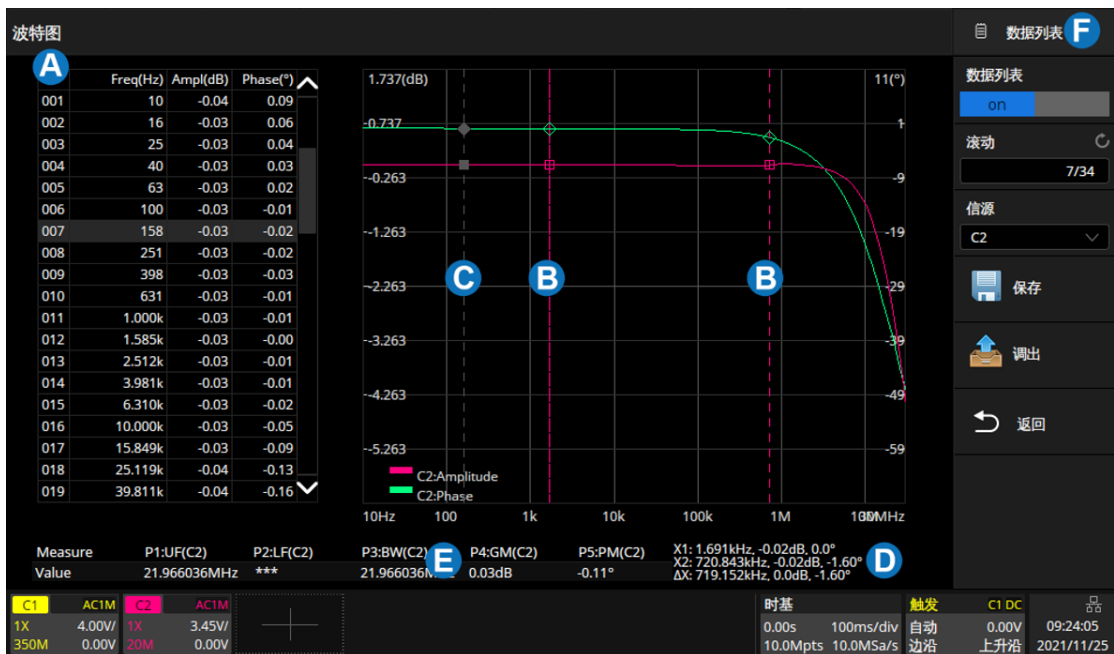 波特图
数据列表 F
A
Freq(Hz) Ampl(dB) Phase(°)
001 10 -0.04 0.09
002 16 -0.03 0.06
003 25 -0.03 0.04
004 40 -0.03 0.03
005 63 -0.03 0.02
006 100 -0.03 -0.01
007 158 -0.03 -0.02
008 251 -0.03 -0.02
009 398 -0.03 -0.03
010 631 -0.03 -0.01
011 1.000k -0.03 -0.01
012 1.585k -0.03 -0.00
013 2.512k -0.03 -0.01
014 3.981k -0.03 -0.01
015 6.310k -0.03 -0.02
016 10.000k -0.03 -0.05
017 15.849k -0.03 -0.09
018 25.119k -0.04 -0.13
019 39.811k -0.04 -0.16
1.737(dB) 11(°)
-0.737 1
-0.263 -9
-1.263 -19
C B B
-2.263 -29
-3.263 -39
-4.263 -49
-5.263 -59
C2:Amplitude
C2:Phase
10Hz 100 1k 10k 100k 1M MHz
数据列表
on
滚动
7/34
信源
C2
保存
调出
返回
Measure P1:UF(C2) P2:LF(C2) P3:BW(C2) P4:GM(C2) P5:PM(C2)
Value 21.966036MHz *** 21.966036 0.03dB -0.11°
E
X1: 1.691kHz, -0.02dB, 0.0°
X2: 720.843kHz, -0.02dB, -1.60°
ΔX: 719.152kHz, 0.0dB, -1.60°
D
C1 AC1M
1X 4.00V/
350M 0.00V
C2 AC1M
1X 3.45V/
20M 0.00V
时基
0.00s 100ms/div
10.0Mpts 10.0MSa/s
触发 C1 DC
自动 0.00V
边沿 上升沿
09:24:05
2021/11/25